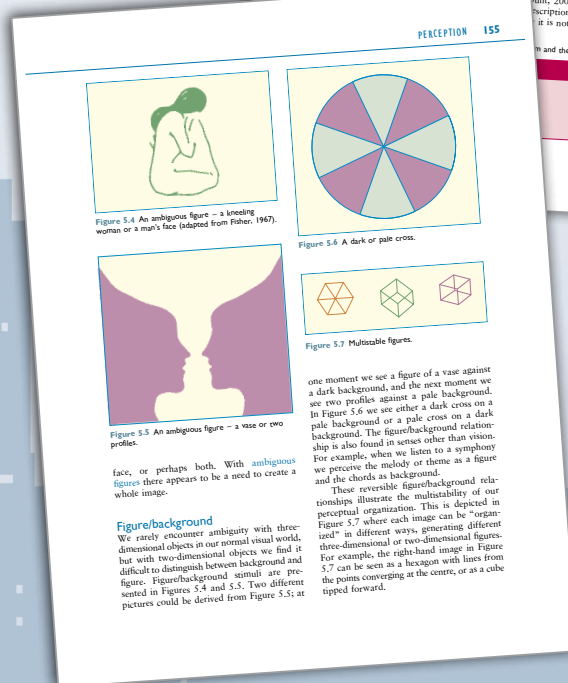 PERCEPTION 155
Figure 5.4 An ambiguous figure – a kneeling
woman or a man's face (adapted from Fisher, 1967).
Figure 5.6 A dark or pale cross.
Figure 5.5 An ambiguous figure – a vase or two
profiles.
Figure 5.7 Multistable figures.
face, or perhaps both. With ambiguous
figures there appears to be a need to create a
whole image.
Figure/background
We rarely encounter ambiguity with three-
dimensional objects in our normal visual world,
but with two-dimensional objects we find it
difficult to distinguish between background and
figure. Figure/background stimuli are pre-
sented in Figures 5.4 and 5.5. Two different
pictures could be derived from Figure 5.5; at
one moment we see a figure of a vase against
a dark background, and the next moment we
see two profiles against a pale background.
In Figure 5.6 we see either a dark cross on a
pale background or a pale cross on a dark
background. The figure/background relation-
ship is also found in senses other than vision.
For example, when we listen to a symphony
we perceive the melody or theme as a figure
and the chords as background.
These reversible figure/background rela-
tionships illustrate the multistability of our
perceptual organization. This is depicted in
Figure 5.7 where each image can be "organ-
ized" in different ways, generating different
three-dimensional or two-dimensional figures.
For example, the right-hand image in Figure
5.7 can be seen as a hexagon with lines from
the points converging at the centre, or as a cube
tipped forward.
it is not
and the